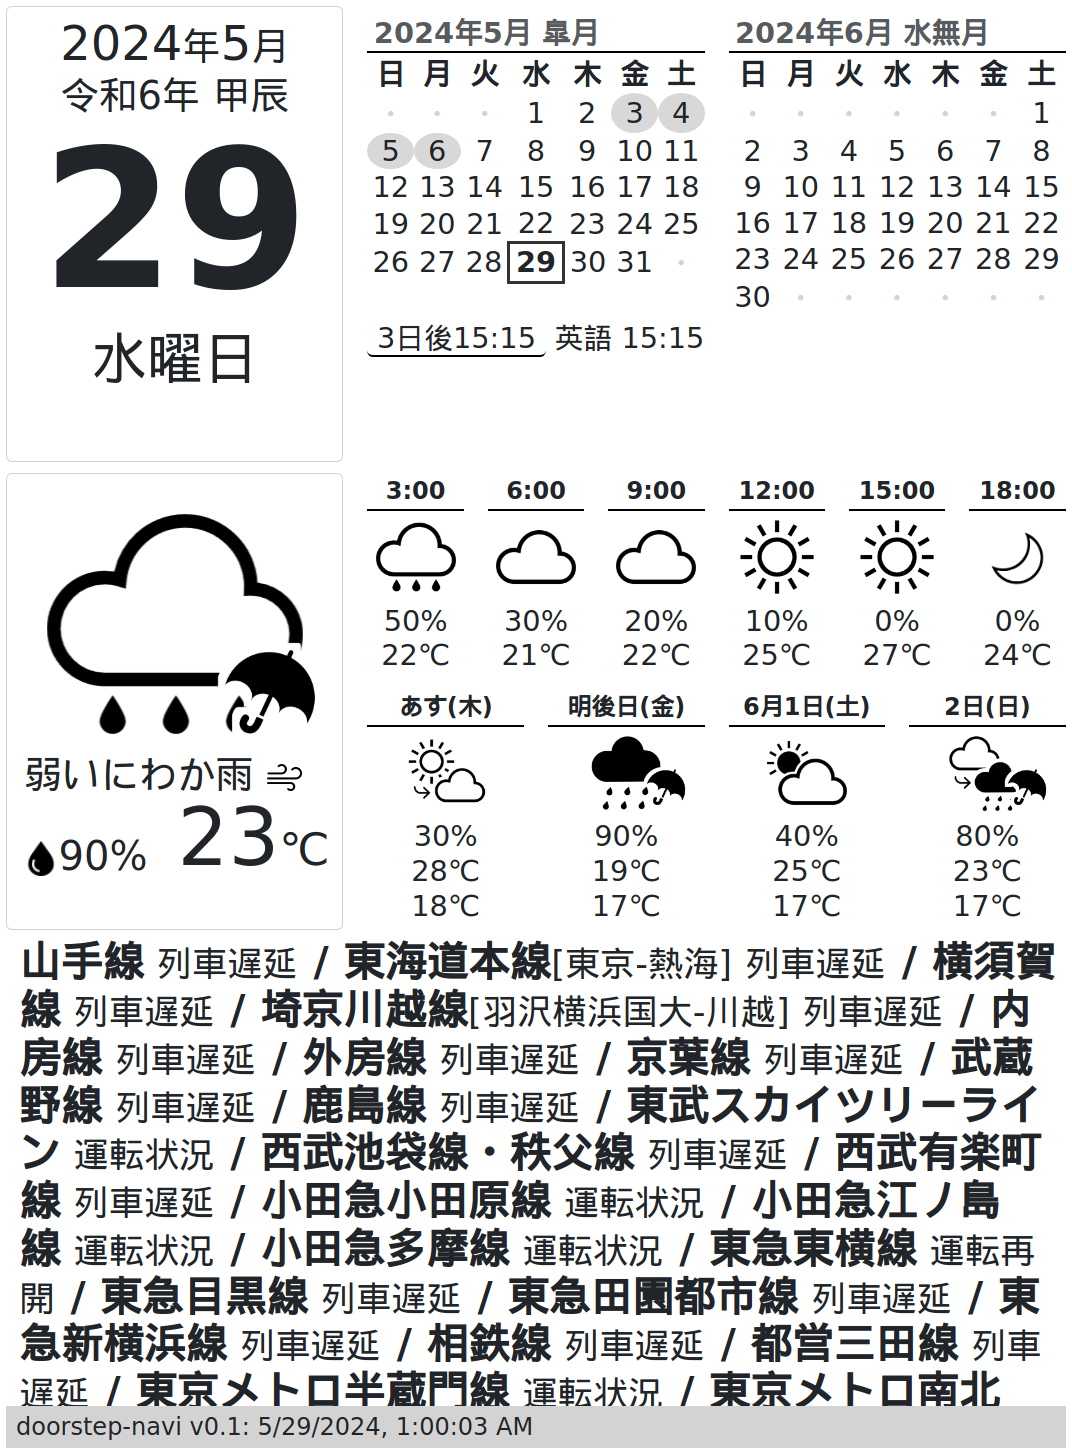 2024年5月
令和6年 甲辰
29
水曜日
2024年5月 皐月
日 月 火 水 木 金 土
1 2 3 4
5 6 7 8 9 10 11
12 13 14 15 16 17 18
19 20 21 22 23 24 25
26 27 28 29 30 31
3日後15:15 英語 15:15
2024年6月 水無月
日 月 火 水 木 金 土
1
2 3 4 5 6 7 8
9 10 11 12 13 14 15
16 17 18 19 20 21 22
23 24 25 26 27 28 29
30
弱いにわか雨
90% 23℃
3:00 6:00 9:00 12:00 15:00 18:00
50% 30% 20% 10% 0% 0%
22℃ 21℃ 22℃ 25℃ 27℃ 24℃
あす(木) 明後日(金) 6月1日(土) 2日(日)
30% 90% 40% 80%
28℃ 19℃ 25℃ 23℃
18℃ 17℃ 17℃ 17℃
山手線 列車遅延 / 東海道本線[東京-熱海] 列車遅延 / 横須賀
線 列車遅延 / 埼京川越線[羽沢横浜国大-川越] 列車遅延 / 内
房線 列車遅延 / 外房線 列車遅延 / 京葉線 列車遅延 / 武蔵
野線 列車遅延 / 鹿島線 列車遅延 / 東武スカイツリーライ
ン 運転状況 / 西武池袋線・秩父線 列車遅延 / 西武有楽町
線 列車遅延 / 小田急小田原線 運転状況 / 小田急江ノ島
線 運転状況 / 小田急多摩線 運転状況 / 東急東横線 運転再
開 / 東急目黒線 列車遅延 / 東急田園都市線 列車遅延 / 東
急新横浜線 列車遅延 / 相鉄線 列車遅延 / 都営三田線 列車
遅延 / 東京メトロ半蔵門線 運転状況 / 東京メトロ南北
doorstep-navi v0.1: 5/29/2024, 1:00:03 AM